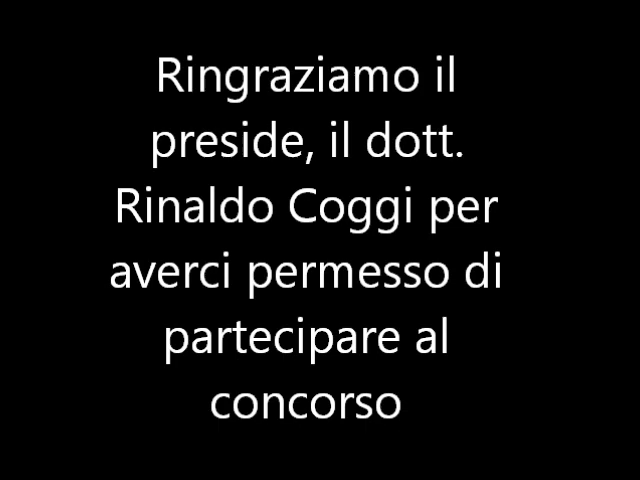 Ringraziamo il
preside, il dott.
Rinaldo Coggi per
averci permesso di
partecipare al
concorso